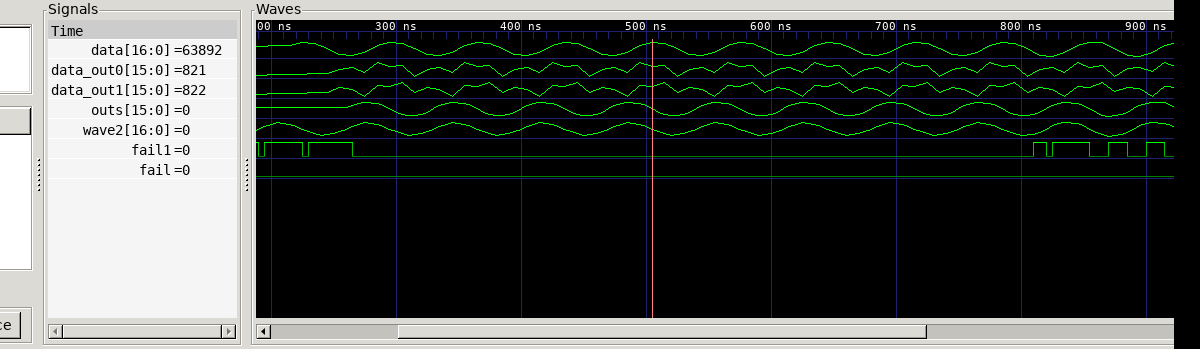 Signals
Waves
Time
00 ns 300 ns 400 ns 500 ns 600 ns 700 ns 800 ns 900 ns
data[16:0]=63892
data_out0[15:0]=821
data_out1[15:0]=822
outs[15:0]=0
wave2[16:0]=0
fail1=0
fail=0
ce